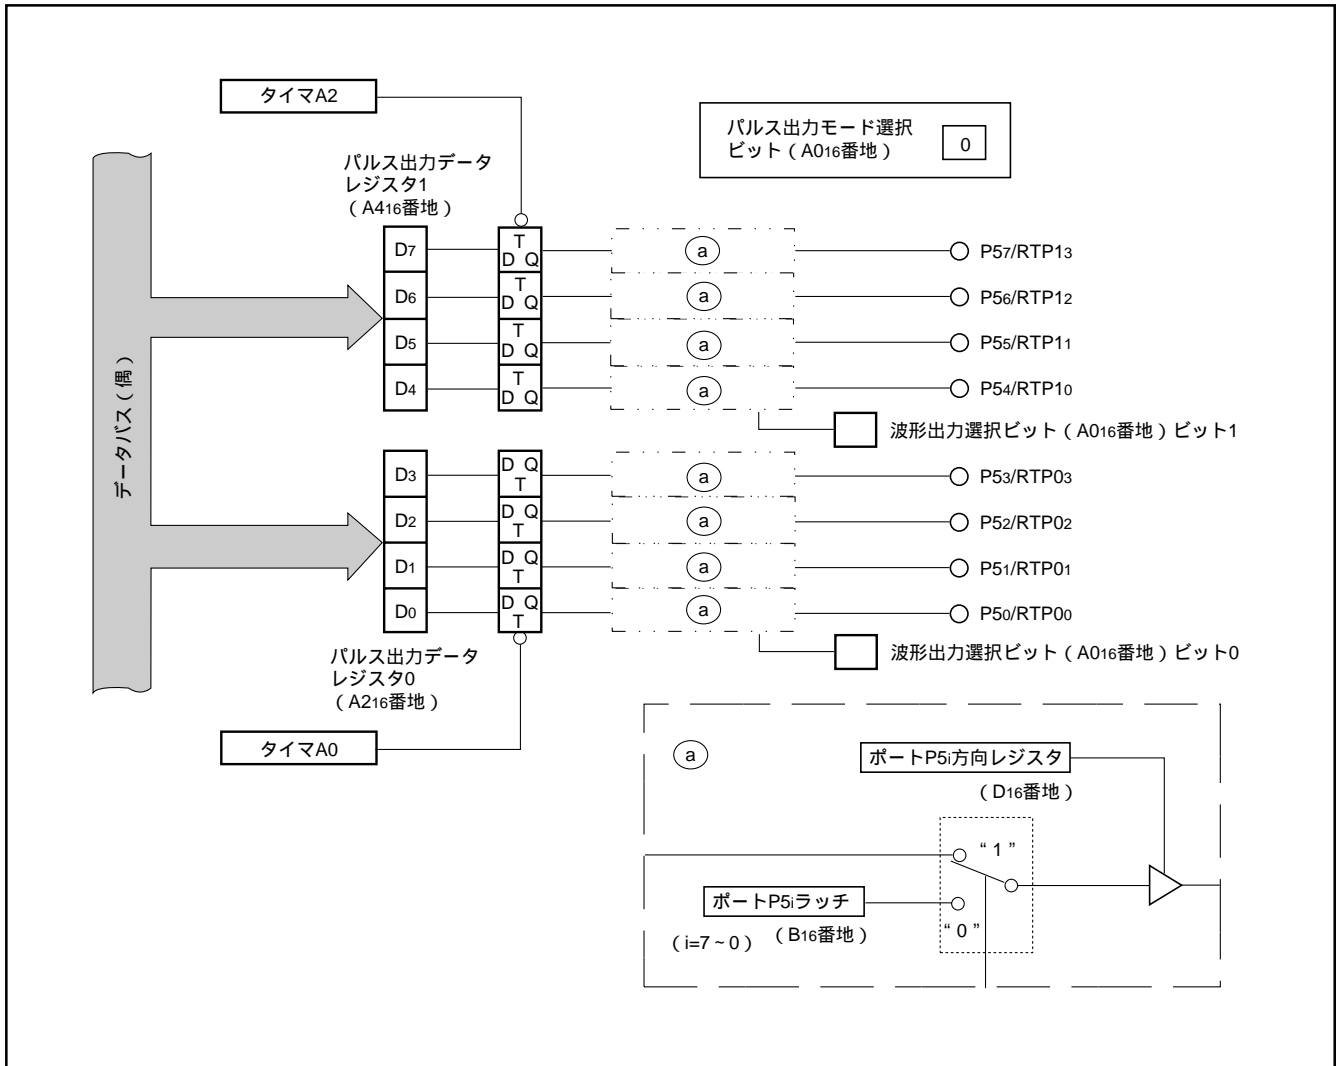 タイマA2
パルス出力モード選択
ビット（A016番地）
0
パルス出力データ
レジスタ1
（A416番地）
データバス（偶）
D7
T
D Q
a
P57/RTP13
D6
T
D Q
a
P56/RTP12
D5
T
D Q
a
P55/RTP11
D4
T
D Q
a
P54/RTP10
波形出力選択ビット（A016番地）ビット1
D3
D Q
T
a
P53/RTP03
D2
D Q
T
a
P52/RTP02
D1
D Q
T
a
P51/RTP01
D0
D Q
T
a
P50/RTP00
波形出力選択ビット（A016番地）ビット0
パルス出力データ
レジスタ0
（A216番地）
タイマA0
a
ポートP5i方向レジスタ
（D16番地）
“ 1 ”
ポートP5iラッチ
（B16番地）
“ 0 ”
（i=7～0）